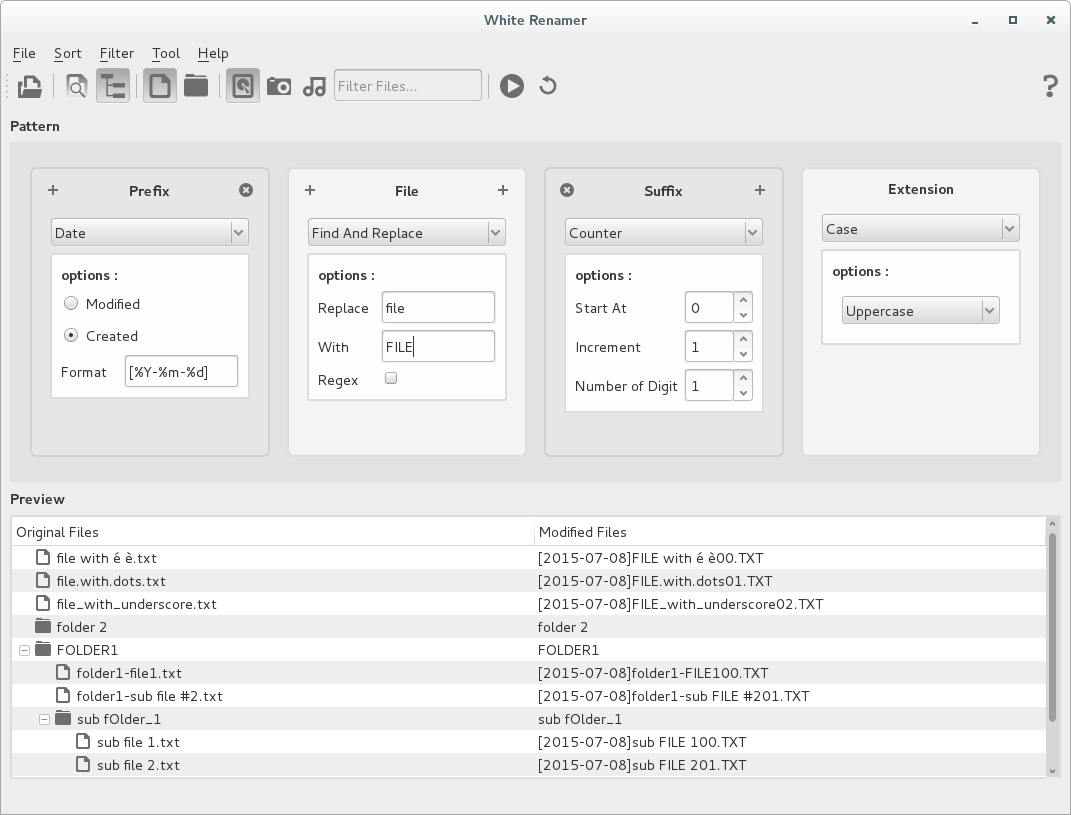 White Renamer
File Sort Filter Tool Help
Filter Files...
?
Pattern
Prefix File Suffix Extension
Date Find And Replace Counter Case
options : options : options : options :
Modified Replace file Start At 0 Uppercase
Created With FILE Increment 1
Format [%Y-%m-%d] Regex Number of Digit 1
Preview
Original Files Modified Files
file with é è.txt [2015-07-08]FILE with é è00.TXT
file.with.dots.txt [2015-07-08]FILE.with.dots01.TXT
file_with_underscore.txt [2015-07-08]FILE_with_underscore02.TXT
folder 2 folder 2
FOLDER1 FOLDER1
folder1-file1.txt [2015-07-08]folder1-FILE100.TXT
folder1-sub file #2.txt [2015-07-08]folder1-sub FILE #201.TXT
sub fOlder_1 sub fOlder_1
sub file 1.txt [2015-07-08]sub FILE 100.TXT
sub file 2.txt [2015-07-08]sub FILE 201.TXT